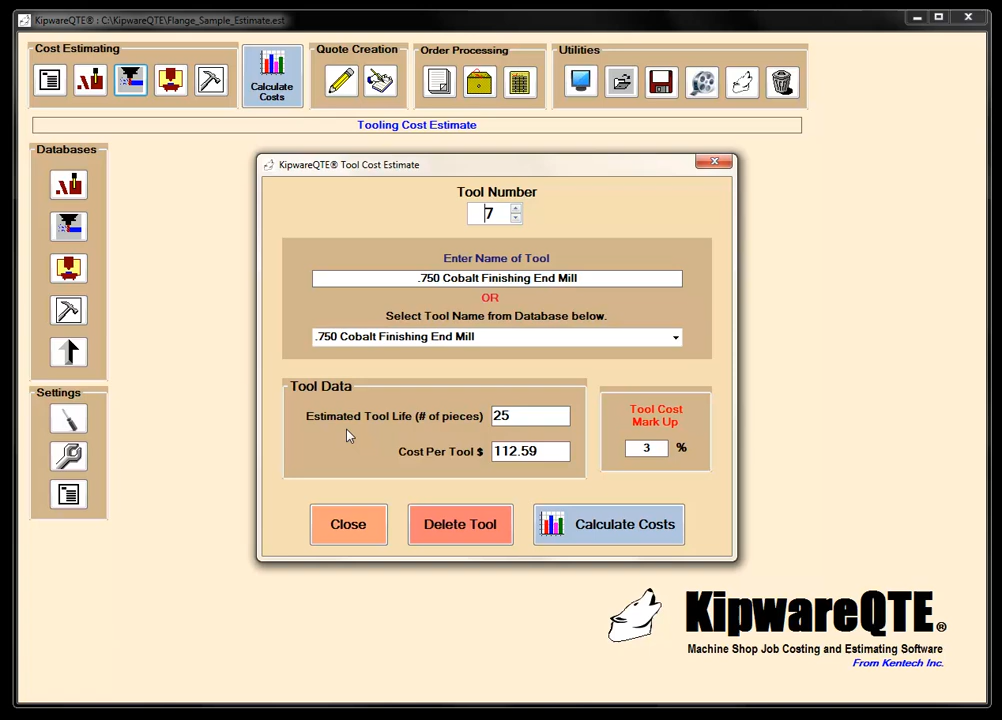 KipwareQTE® : C:\KipwareQTE\Flange_Sample_Estimate.est
Cost Estimating
Calculate
Costs
Quote Creation
Order Processing
Utilities
Tooling Cost Estimate
Databases
Settings
KipwareQTE® Tool Cost Estimate
Tool Number
7
Enter Name of Tool
.750 Cobalt Finishing End Mill
OR
Select Tool Name from Database below.
.750 Cobalt Finishing End Mill
Tool Data
Estimated Tool Life (# of pieces) 25
Cost Per Tool $ 112.59
Tool Cost
Mark Up
3 %
Close
Delete Tool
Calculate Costs
KipwareQTE®
Machine Shop Job Costing and Estimating Software
From Kentech Inc.